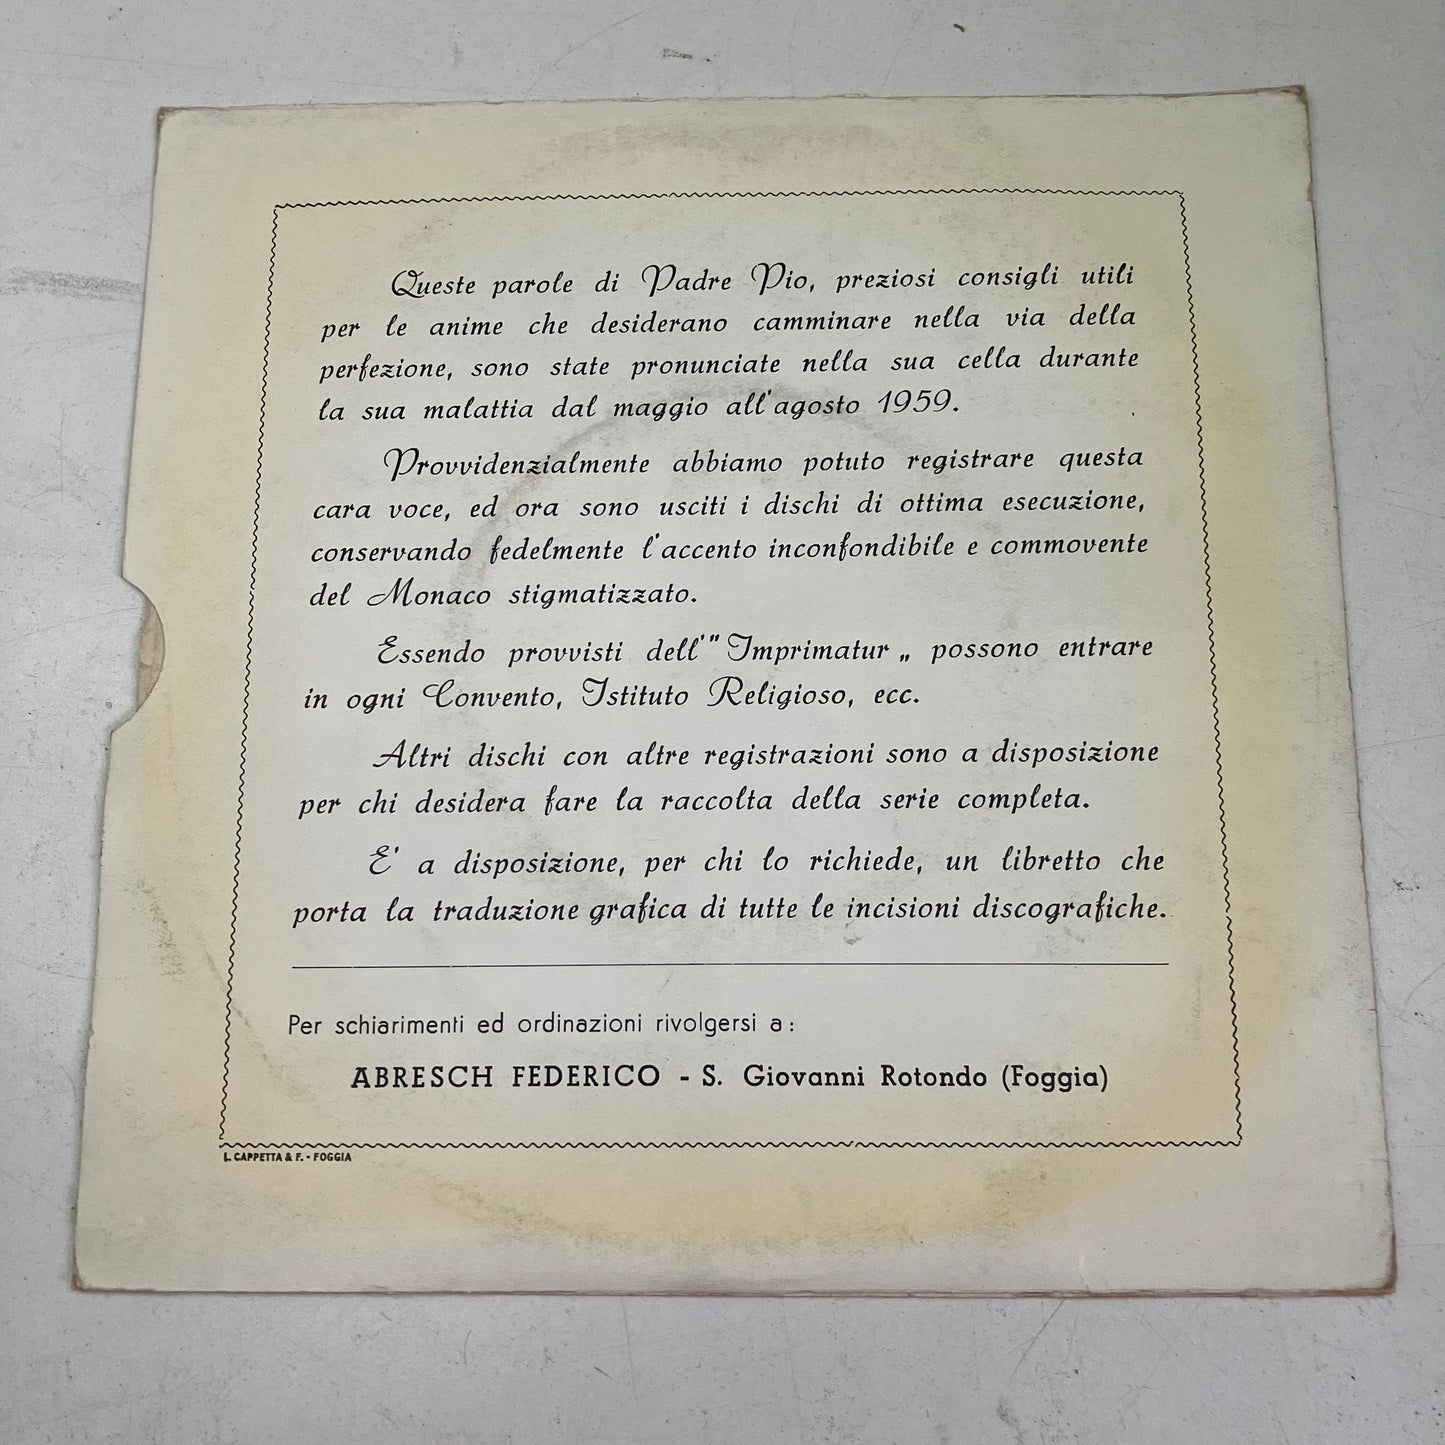 Queste parole di Padre Pio, preziosi consigli utili
per le anime che desiderano camminare nella via della
perfezione, sono state pronunciate nella sua cella durante
la sua malattia dal maggio all'agosto 1959.
Provvidenzialmente abbiamo potuto registrare questa
cara voce, ed ora sono usciti i dischi di ottima esecuzione,
conservando fedelmente l'accento inconfondibile e commovente
del Monaco stigmatizzato.
Essendo provvisti dell'"Imprimatur„ possono entrare
in ogni Convento, Istituto Religioso, ecc.
Altri dischi con altre registrazioni sono a disposizione
per chi desidera fare la raccolta della serie completa.
E' a disposizione, per chi lo richiede, un libretto che
porta la traduzione grafica di tutte le incisioni discografiche.
Per schiarimenti ed ordinazioni rivolgersi a:
ABRESCH FEDERICO - S. Giovanni Rotondo (Foggia)
L. CAPPETTA & F. - FOGGIA